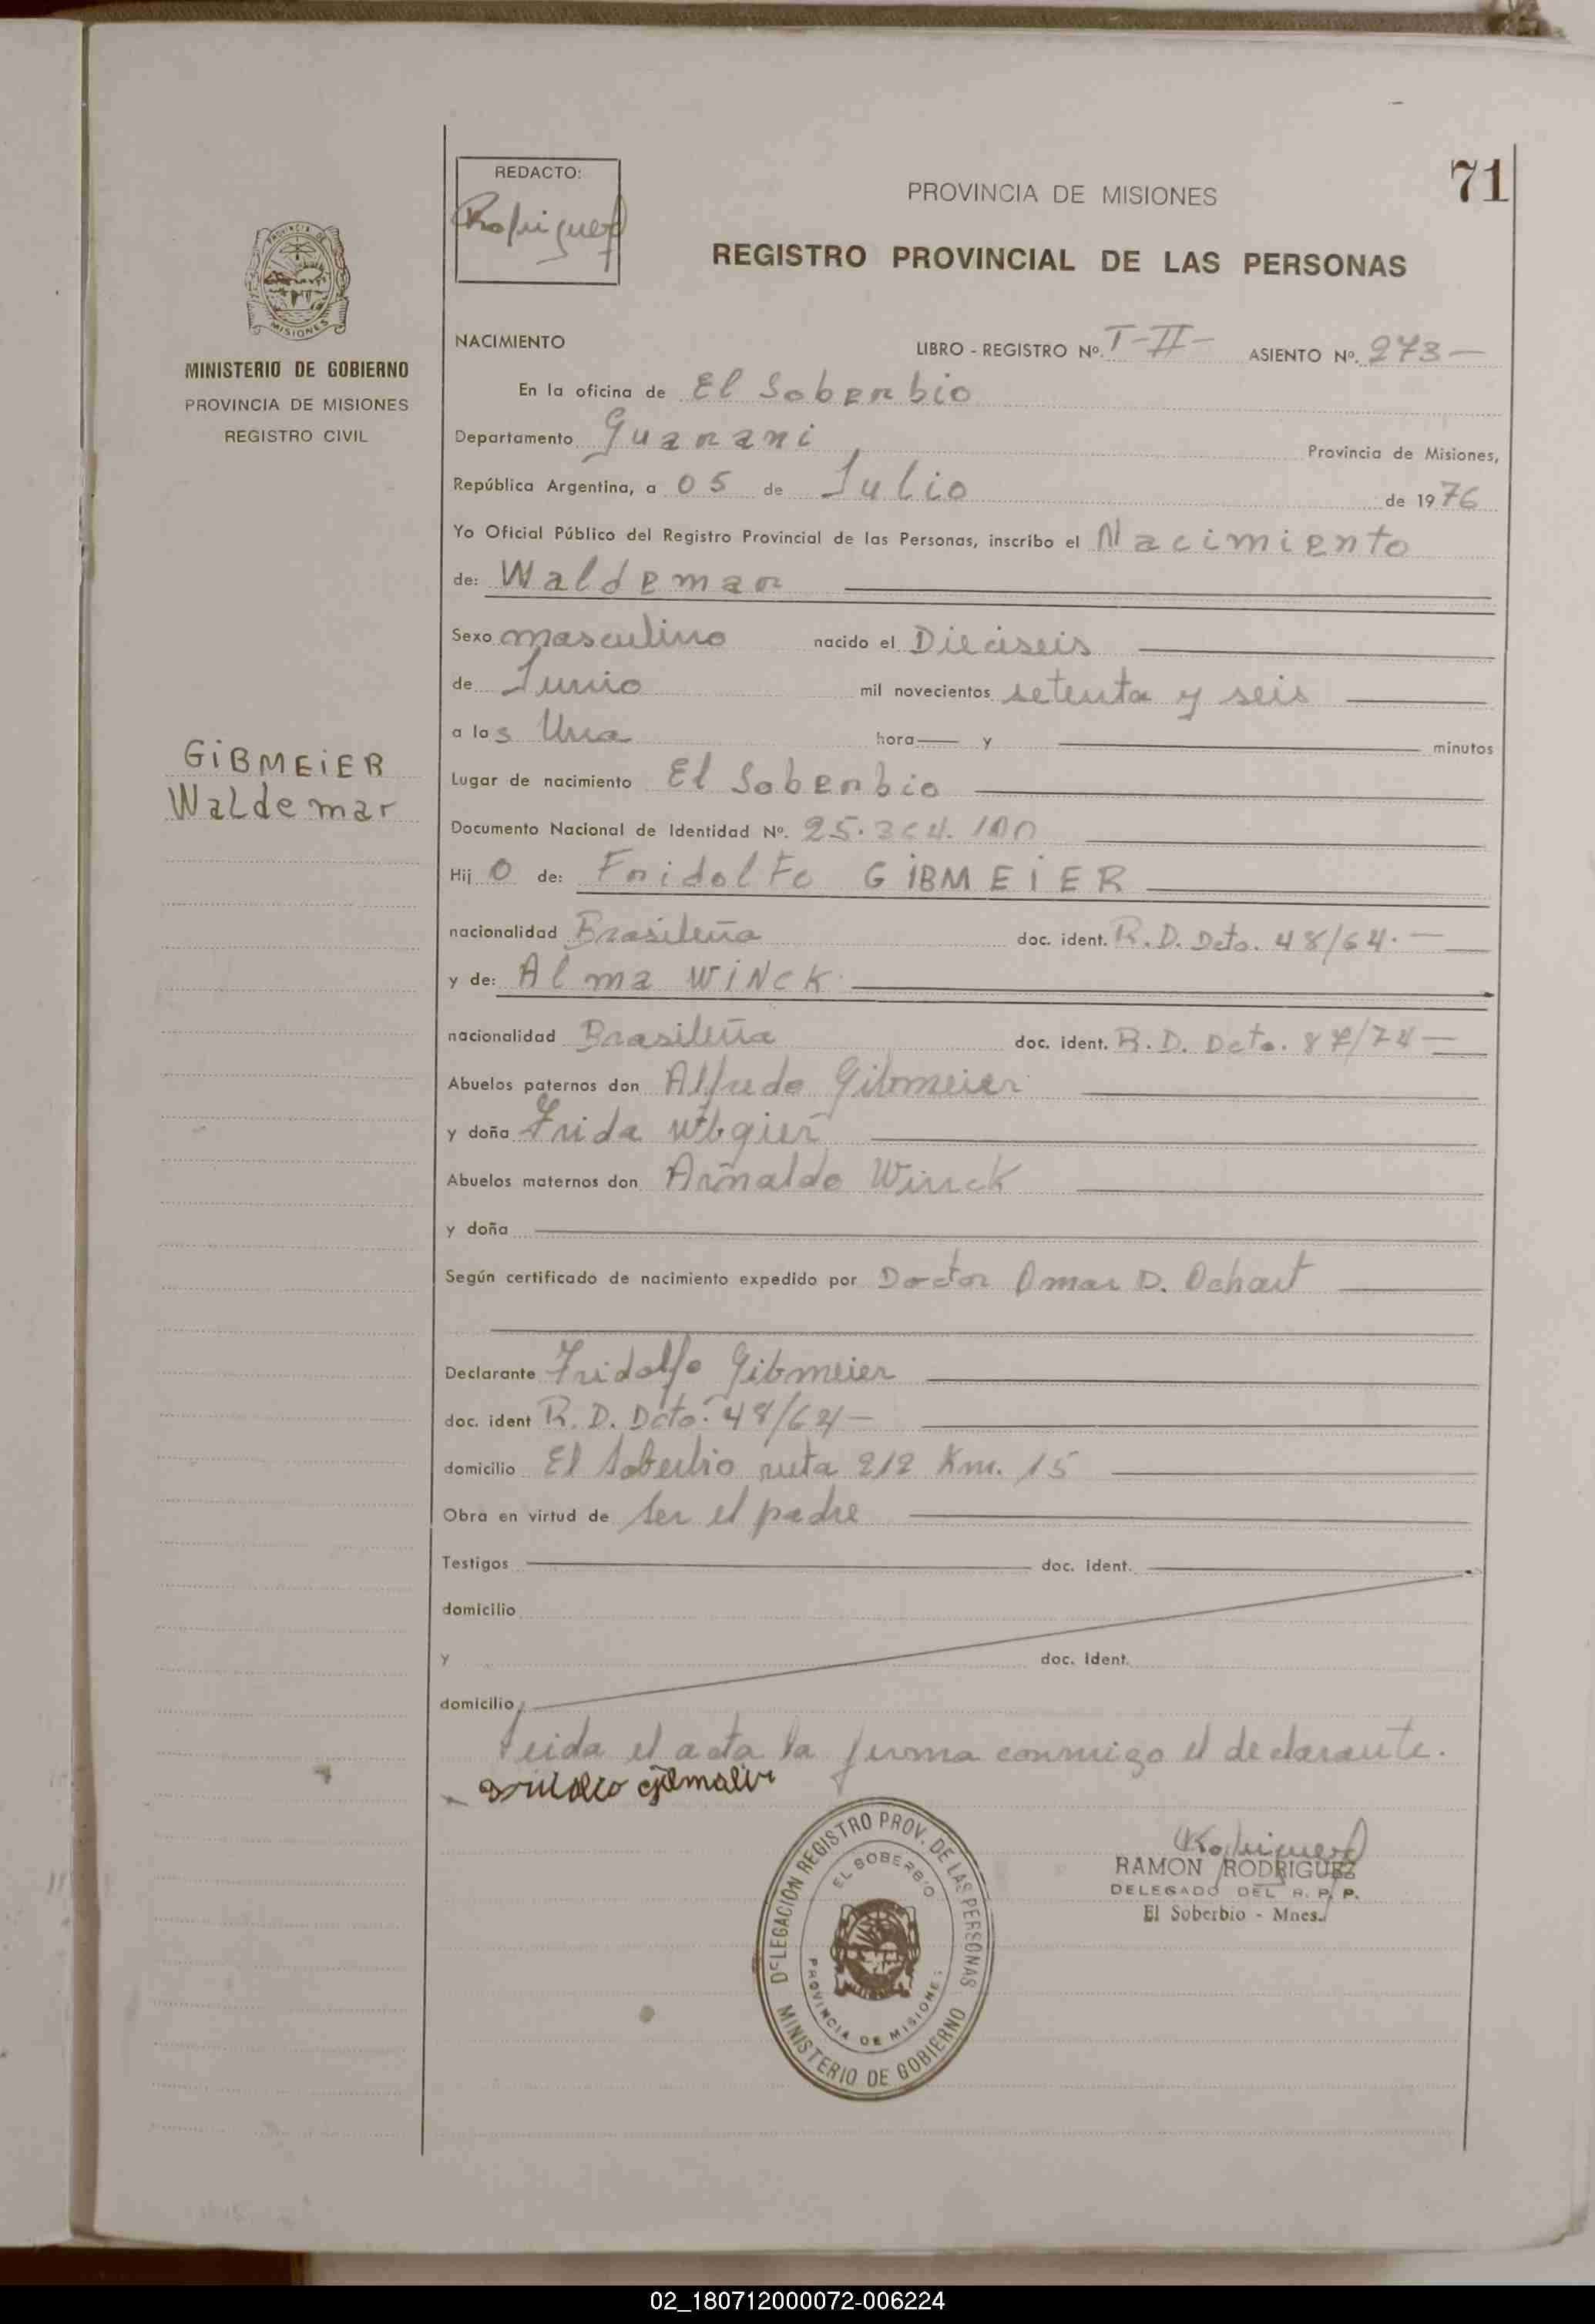 71
REDACTO:
Rodriguez
PROVINCIA DE MISIONES
REGISTRO PROVINCIAL DE LAS PERSONAS
PROVINCIA DE
MISIONES
MINISTERIO DE GOBIERNO
PROVINCIA DE MISIONES
REGISTRO CIVIL
NACIMIENTO
LIBRO - REGISTRO Nº. T-II- ASIENTO Nº. 273
En la oficina de El Soberbio
Departamento Guarani Provincia de Misiones,
República Argentina, a 05 de Julio de 1976
Yo Oficial Público del Registro Provincial de las Personas, inscribo el Nacimiento
de: Waldemar
Sexo masculino nacido el Dieciseis
de Junio mil novecientos setenta y seis
a las Una hora y minutos
GiBMEiER
Waldemar
Lugar de nacimiento El Soberbio
Documento Nacional de Identidad Nº. 25.
Hijo de: Fridolfo GiBMEiER
nacionalidad Brasileña doc. ident. R.D. Dcto. 48/64.
y de: Alma WiNCK
nacionalidad Brasileña doc. ident. R.D. Dcto. 87/74
Abuelos paternos don Alfredo Gibmeier
y doña Frida
Abuelos maternos don Arnaldo Winck
y doña
Según certificado de nacimiento expedido por Doctor Omar D. Ochart
Declarante Fridolfo Gibmeier
doc. ident R.D. Dcto. 48/64
domicilio El Soberbio ruta 212 Km. 15
Obra en virtud de ser el padre
Testigos doc. ident.
domicilio
y doc. ident.
domicilio
Leida el acta la firma conmigo el declarante.
DELEGACION REGISTRO PROV. DE LAS PERSONAS
EL SOBERBIO
PROVINCIA DE MISIONES
MINISTERIO DE GOBIERNO
Rodriguez
RAMON RODRIGUEZ
DELEGADO DEL R. P. P.
El Soberbio - Mnes.
02_180712000072-006224